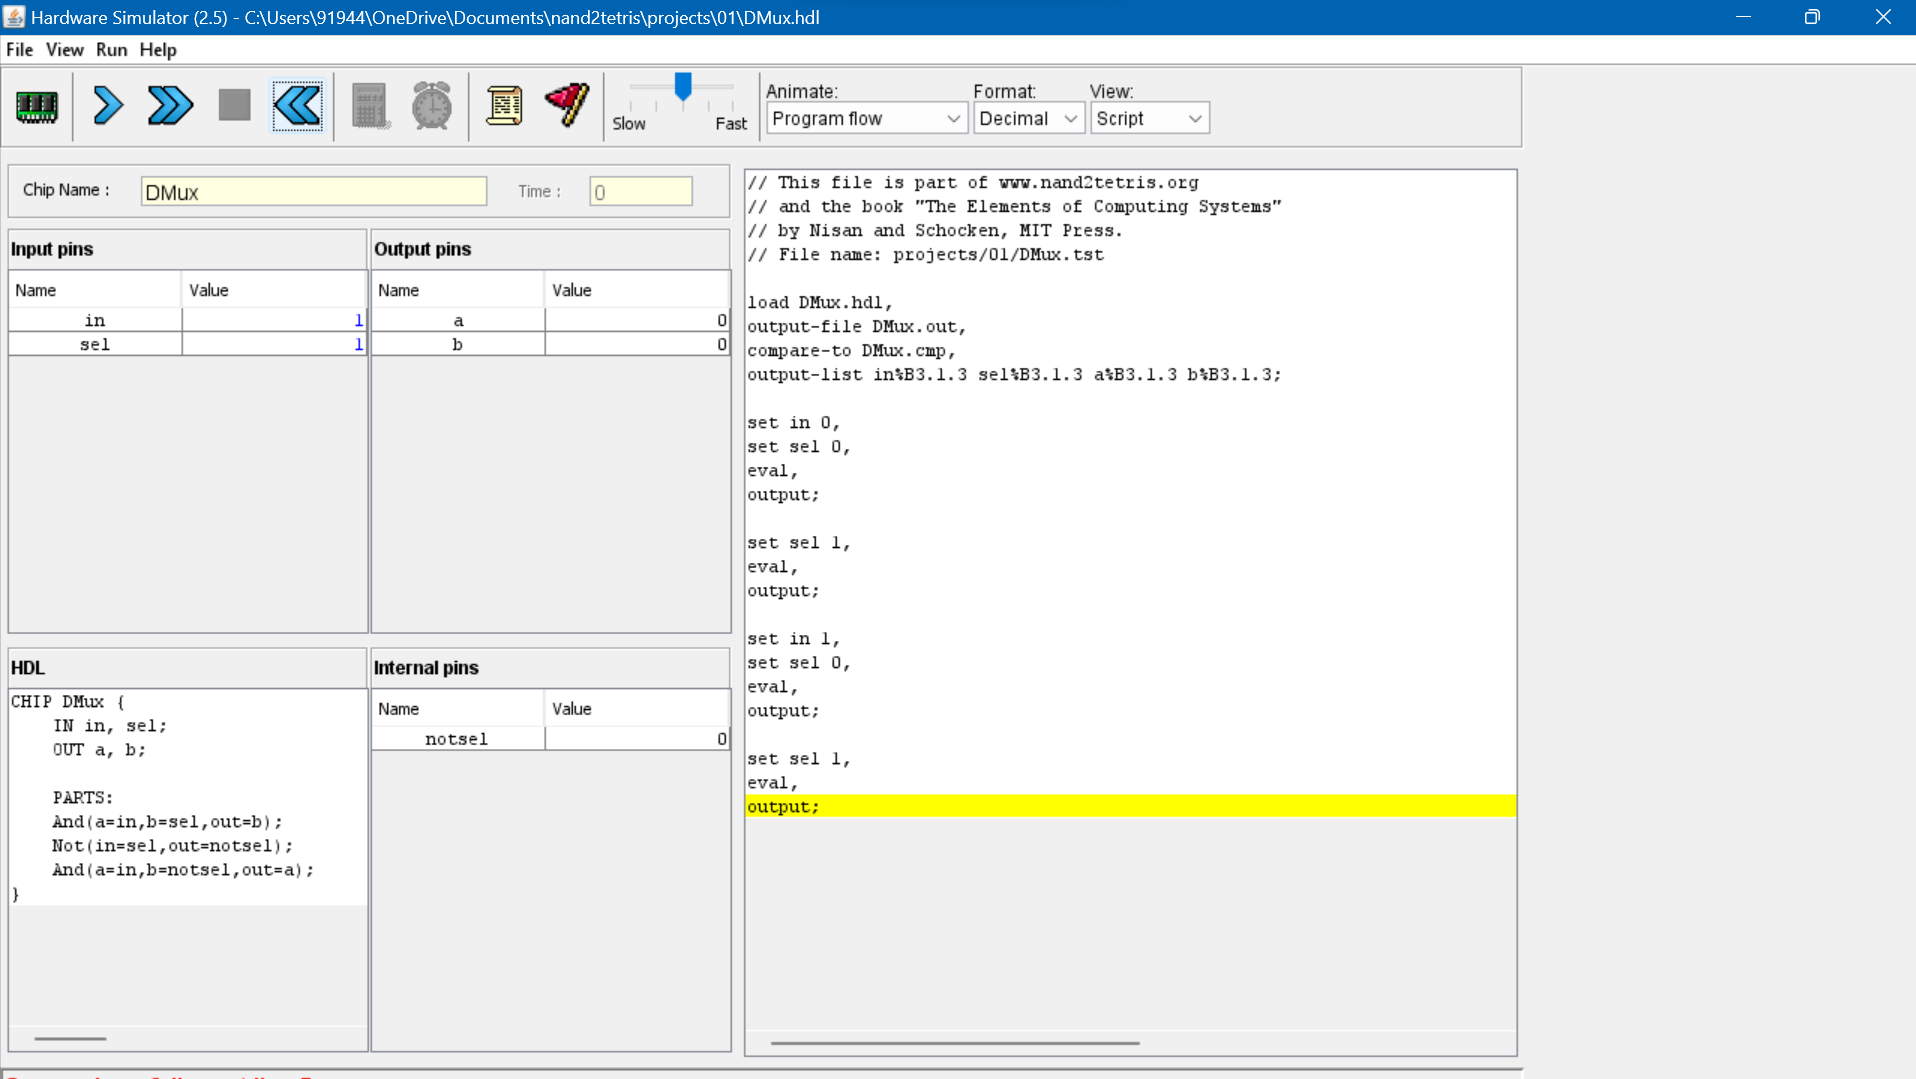 Hardware Simulator (2.5) - C:\Users\91944\OneDrive\Documents\nand2tetris\projects\01\DMux.hdl
File View Run Help
Slow Fast
Animate: Format: View:
Program flow Decimal Script
Chip Name : DMux Time : 0
Input pins
Name Value
in 1
sel 1
Output pins
Name Value
a 0
b 0
HDL
CHIP DMux {
IN in, sel;
OUT a, b;
PARTS:
And(a=in,b=sel,out=b);
Not(in=sel,out=notsel);
And(a=in,b=notsel,out=a);
}
Internal pins
Name Value
notsel 0
// This file is part of www.nand2tetris.org
// and the book "The Elements of Computing Systems"
// by Nisan and Schocken, MIT Press.
// File name: projects/01/DMux.tst
load DMux.hdl,
output-file DMux.out,
compare-to DMux.cmp,
output-list in%B3.1.3 sel%B3.1.3 a%B3.1.3 b%B3.1.3;
set in 0,
set sel 0,
eval,
output;
set sel 1,
eval,
output;
set in 1,
set sel 0,
eval,
output;
set sel 1,
eval,
output;